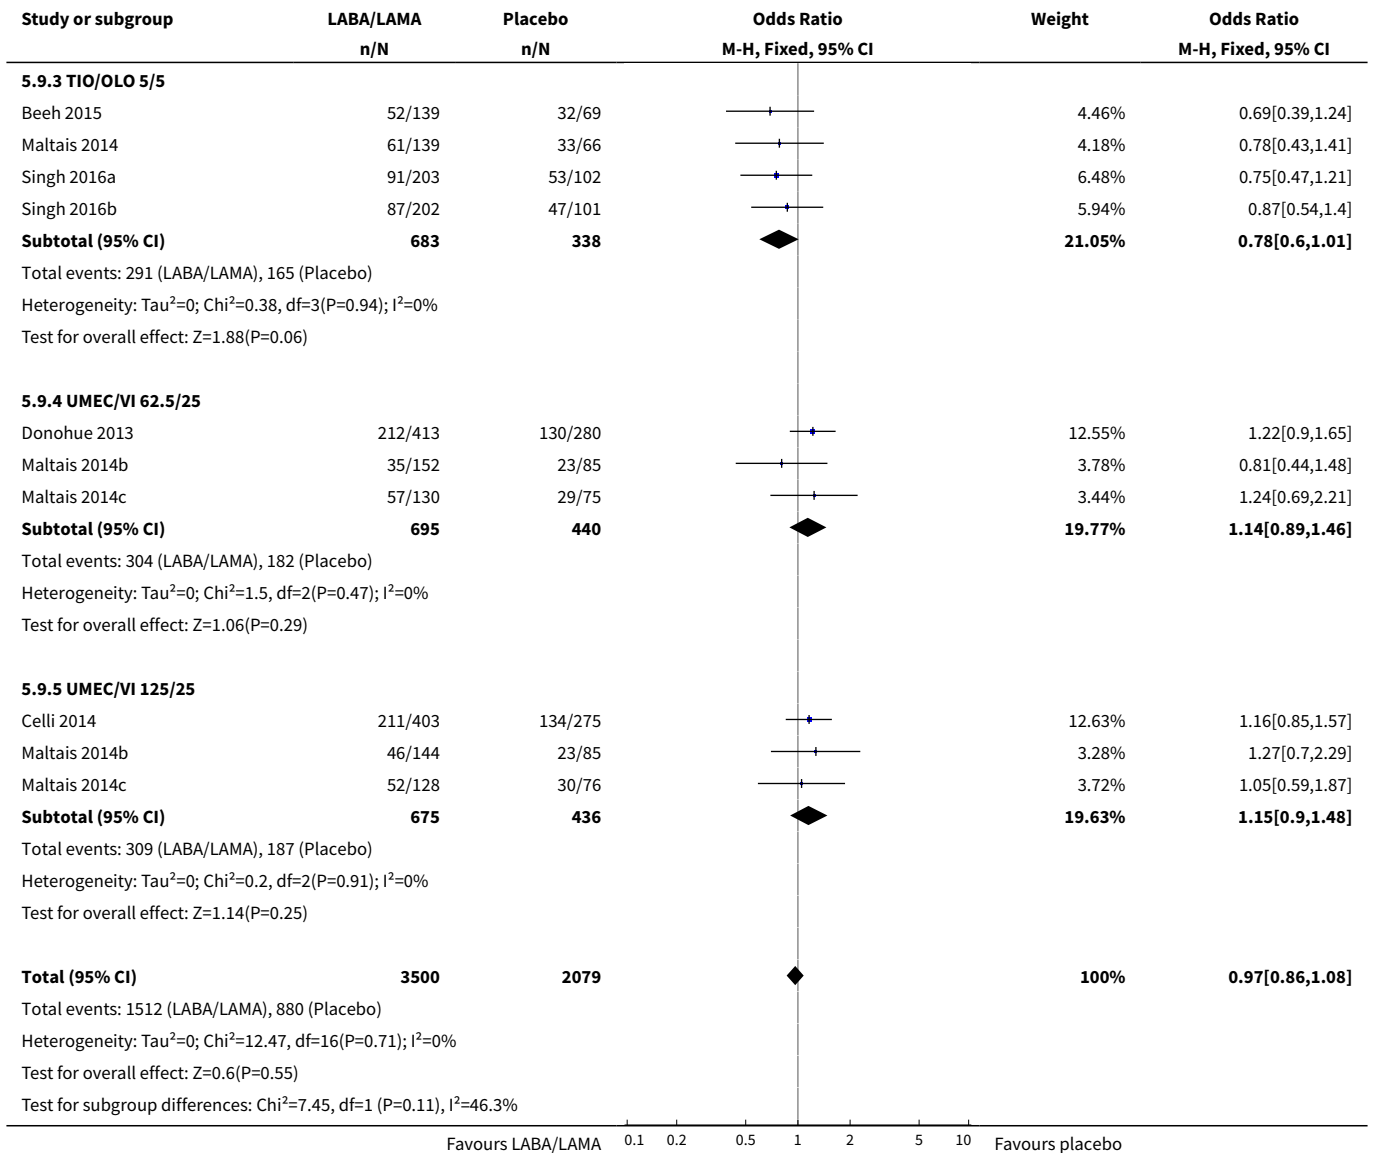 Study or subgroup LABA/LAMA Placebo Odds Ratio Weight Odds Ratio
n/N n/N M-H, Fixed, 95% CI M-H, Fixed, 95% CI
5.9.3 TIO/OLO 5/5
Beeh 2015 52/139 32/69 4.46% 0.69[0.39,1.24]
Maltais 2014 61/139 33/66 4.18% 0.78[0.43,1.41]
Singh 2016a 91/203 53/102 6.48% 0.75[0.47,1.21]
Singh 2016b 87/202 47/101 5.94% 0.87[0.54,1.4]
Subtotal (95% CI) 683 338 21.05% 0.78[0.6,1.01]
Total events: 291 (LABA/LAMA), 165 (Placebo)
Heterogeneity: Tau²=0; Chi²=0.38, df=3(P=0.94); I²=0%
Test for overall effect: Z=1.88(P=0.06)
5.9.4 UMEC/VI 62.5/25
Donohue 2013 212/413 130/280 12.55% 1.22[0.9,1.65]
Maltais 2014b 35/152 23/85 3.78% 0.81[0.44,1.48]
Maltais 2014c 57/130 29/75 3.44% 1.24[0.69,2.21]
Subtotal (95% CI) 695 440 19.77% 1.14[0.89,1.46]
Total events: 304 (LABA/LAMA), 182 (Placebo)
Heterogeneity: Tau²=0; Chi²=1.5, df=2(P=0.47); I²=0%
Test for overall effect: Z=1.06(P=0.29)
5.9.5 UMEC/VI 125/25
Celli 2014 211/403 134/275 12.63% 1.16[0.85,1.57]
Maltais 2014b 46/144 23/85 3.28% 1.27[0.7,2.29]
Maltais 2014c 52/128 30/76 3.72% 1.05[0.59,1.87]
Subtotal (95% CI) 675 436 19.63% 1.15[0.9,1.48]
Total events: 309 (LABA/LAMA), 187 (Placebo)
Heterogeneity: Tau²=0; Chi²=0.2, df=2(P=0.91); I²=0%
Test for overall effect: Z=1.14(P=0.25)
Total (95% CI) 3500 2079 100% 0.97[0.86,1.08]
Total events: 1512 (LABA/LAMA), 880 (Placebo)
Heterogeneity: Tau²=0; Chi²=12.47, df=16(P=0.71); I²=0%
Test for overall effect: Z=0.6(P=0.55)
Test for subgroup differences: Chi²=7.45, df=1 (P=0.11), I²=46.3%
Favours LABA/LAMA 0.1 0.2 0.5 1 2 5 10 Favours placebo